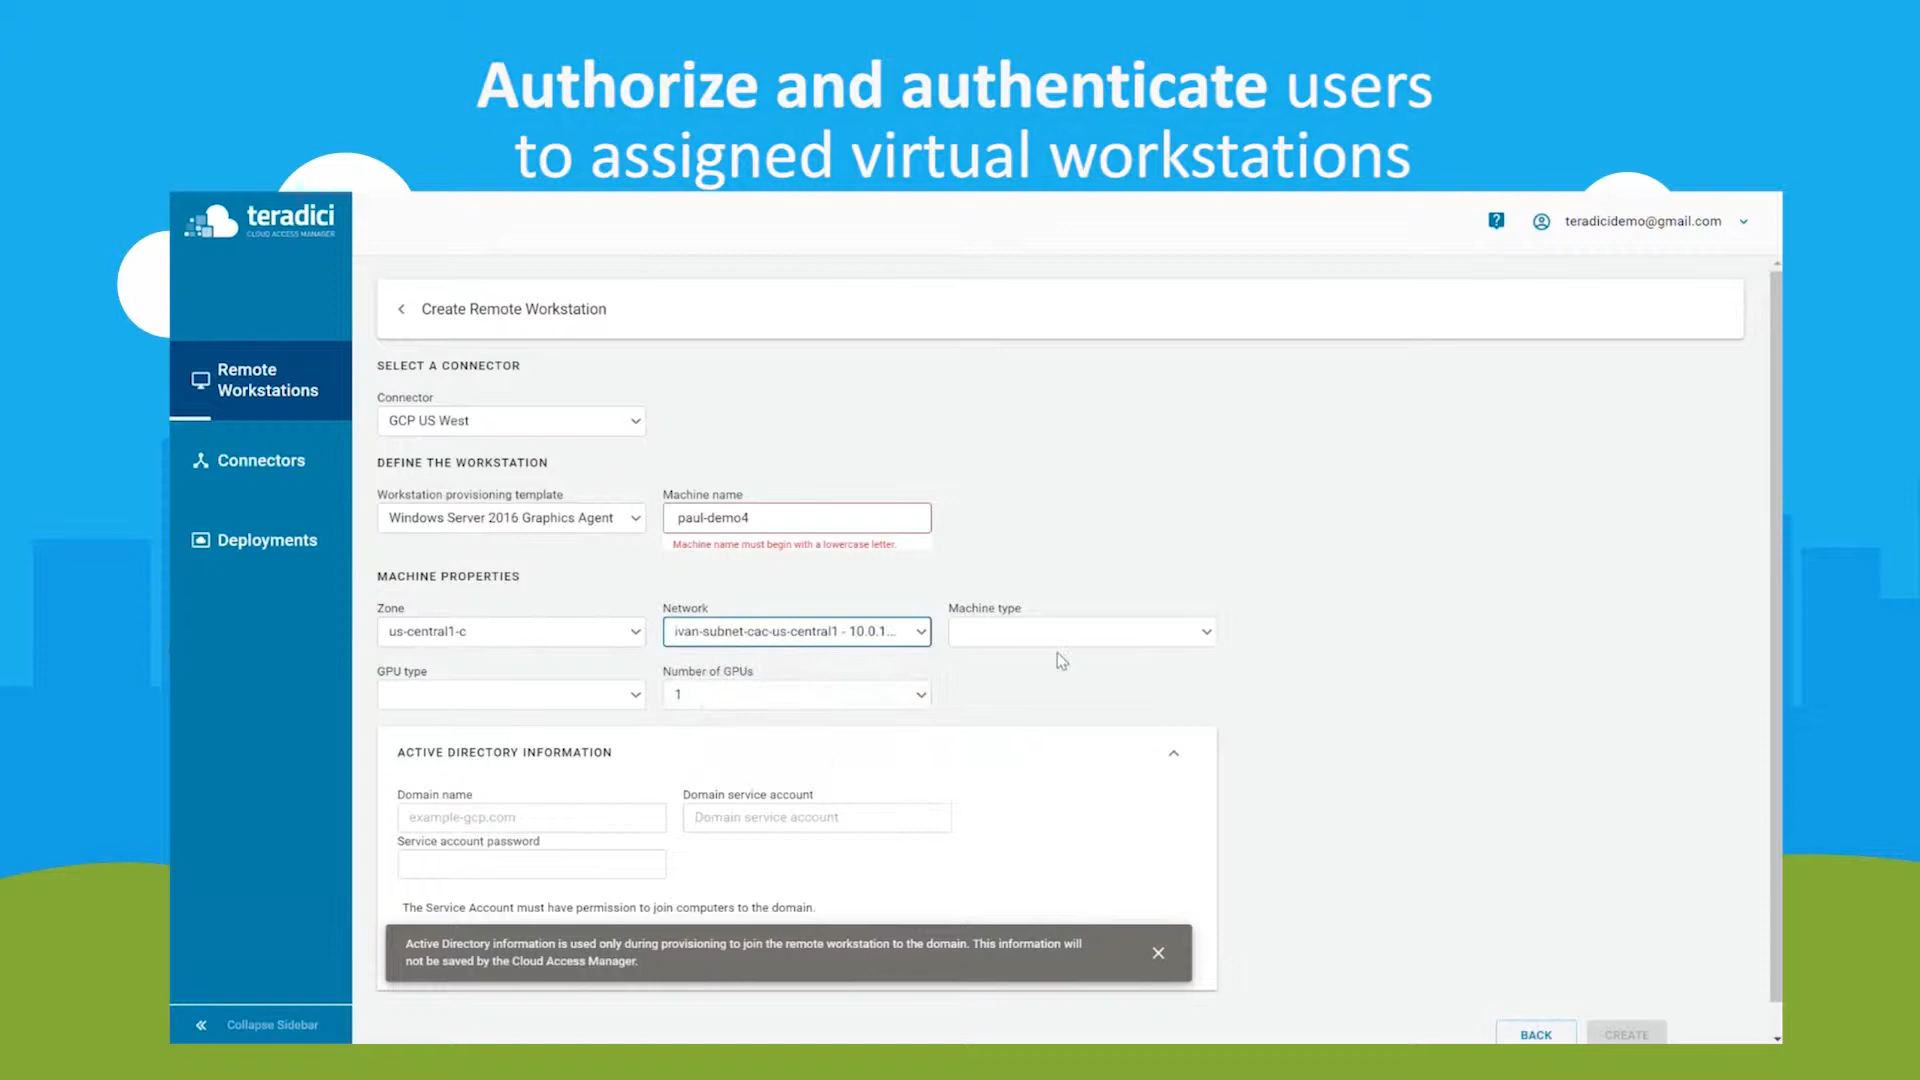 Authorize and authenticate users
to assigned virtual workstations
teradici
CLOUD ACCESS MANAGER
?
teradicidemo@gmail.com
Create Remote Workstation
Remote
Workstations
Connectors
Deployments
SELECT A CONNECTOR
Connector
GCP US West
DEFINE THE WORKSTATION
Workstation provisioning template
Machine name
Windows Server 2016 Graphics Agent
paul-demo4
Machine name must begin with a lowercase letter.
MACHINE PROPERTIES
Zone
Network
Machine type
us-central1-c
ivan-subnet-cac-us-central1 - 10.0.1...
GPU type
Number of GPUs
1
ACTIVE DIRECTORY INFORMATION
Domain name
Domain service account
example-gcp.com
Domain service account
Service account password
The Service Account must have permission to join computers to the domain.
Active Directory information is used only during provisioning to join the remote workstation to the domain. This information will
not be saved by the Cloud Access Manager.
Collapse Sidebar
BACK
CREATE